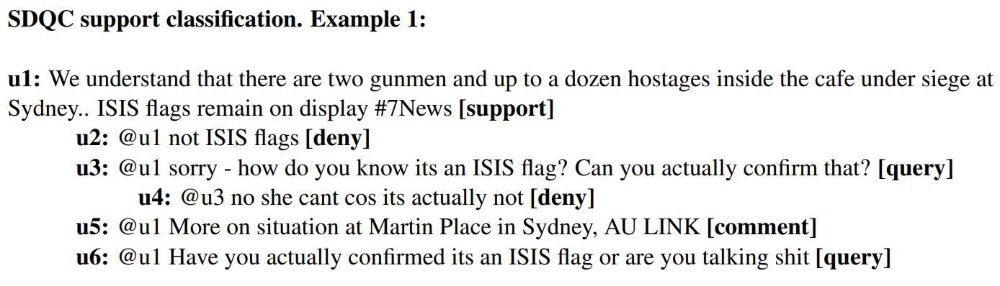 SDQC support classification. Example 1:
u1: We understand that there are two gunmen and up to a dozen hostages inside the cafe under siege at
Sydney.. ISIS flags remain on display #7News [support]
u2: @u1 not ISIS flags [deny]
u3: @u1 sorry - how do you know its an ISIS flag? Can you actually confirm that? [query]
u4: @u3 no she cant cos its actually not [deny]
u5: @u1 More on situation at Martin Place in Sydney, AU LINK [comment]
u6: @u1 Have you actually confirmed its an ISIS flag or are you talking shit [query]